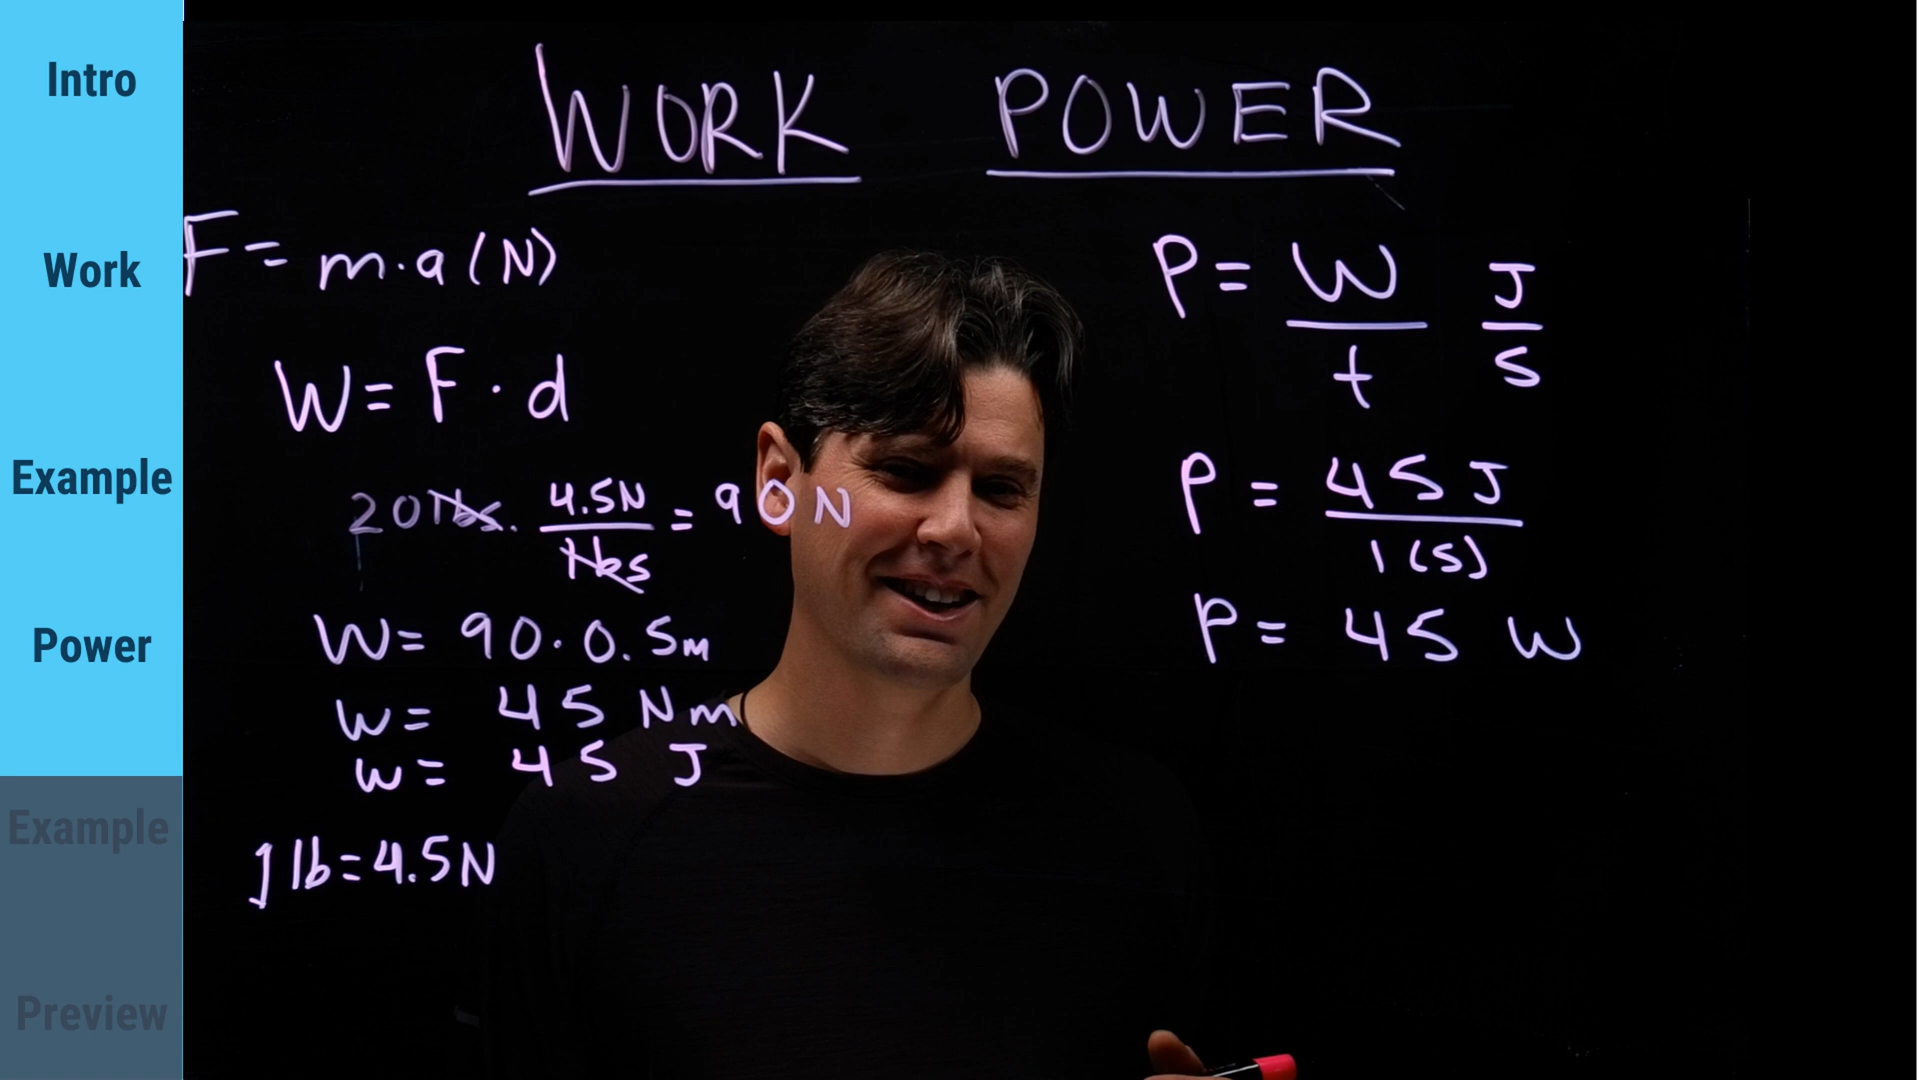 Intro
Work
Example
Power
Example
Preview
WORK
F = m·a (N)
W = F · d
20 lbs · 4.5N / lbs = 90 N
W = 90 · 0.5m
W = 45 Nm
W = 45 J
1 lb = 4.5N
POWER
P = W / t J / s
P = 45 J / 1 (s)
P = 45 W